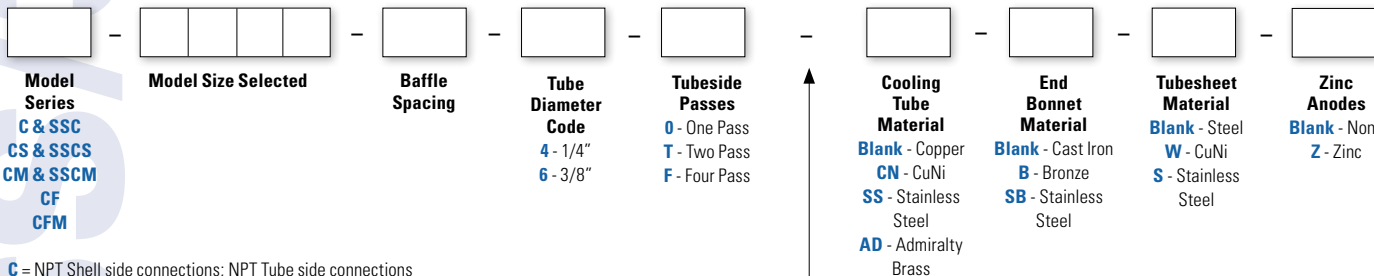 Model
Series
C & SSC
CS & SSCS
CM & SSCM
CF
CFM
Model Size Selected
Baffle
Spacing
Tube
Diameter
Code
4 - 1/4"
6 - 3/8"
Tubeside
Passes
0 - One Pass
T - Two Pass
F - Four Pass
Cooling
Tube
Material
Blank - Copper
CN - CuNi
SS - Stainless
Steel
AD - Admiralty
Brass
End
Bonnet
Material
Blank - Cast Iron
B - Bronze
SB - Stainless
Steel
Tubesheet
Material
Blank - Steel
W - CuNi
S - Stainless
Steel
Zinc
Anodes
Blank - Non
Z - Zinc
C = NPT Shell side connections; NPT Tube side connections